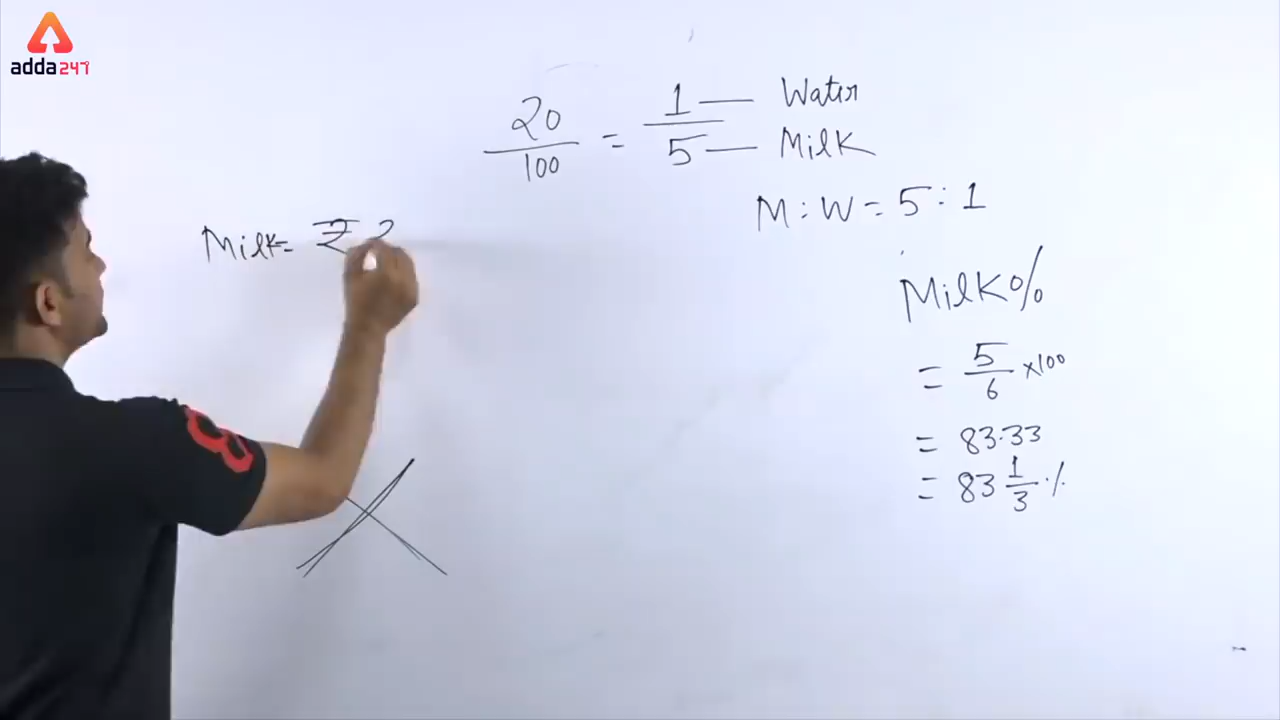 adda247
20/100 = 1/5
Water
Milk
M : W = 5 : 1
Milk = ₹ 2
Milk%
= 5/6 ×100
= 83.33
= 83 1/3 %